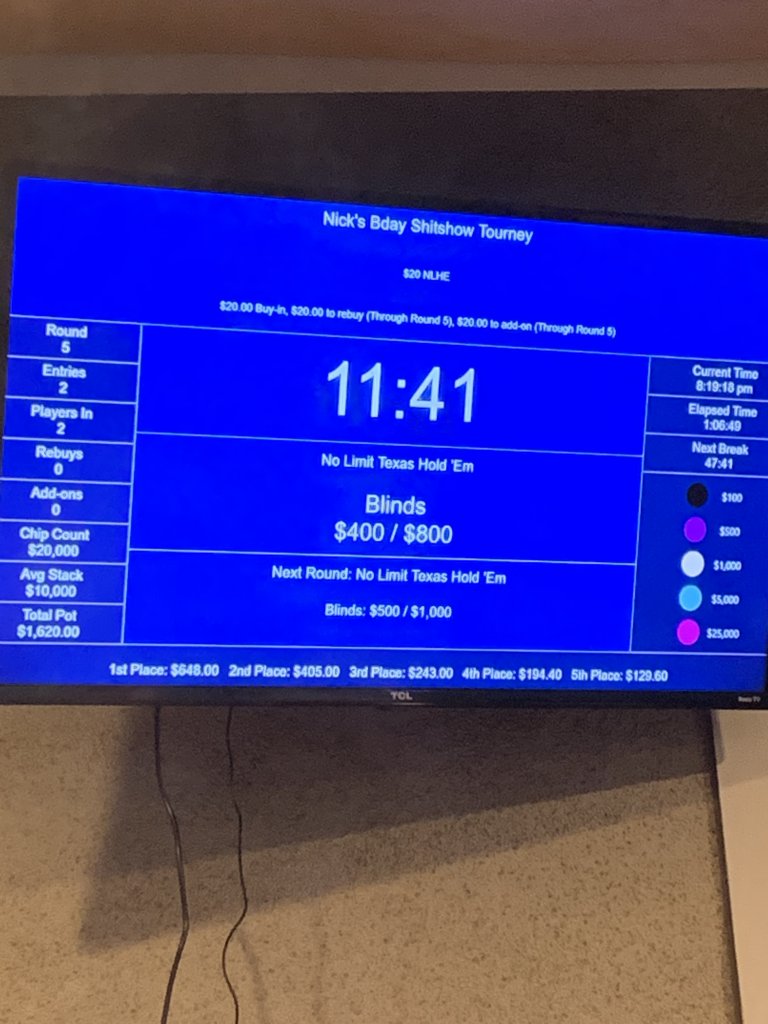 Nick's Bday Shitshow Tourney
$20 NLHE
$20.00 Buy-in, $20.00 to rebuy (Through Round 5), $20.00 to add-on (Through Round 5)
Round
5
Entries
2
Players In
2
Rebuys
0
Add-ons
0
Chip Count
$20,000
Avg Stack
$10,000
Total Pot
$1,620.00
11:41
No Limit Texas Hold 'Em
Blinds
$400 / $800
Next Round: No Limit Texas Hold 'Em
Blinds: $500 / $1,000
Current Time
8:19:18 pm
Elapsed Time
1:06:49
Next Break
47:41
$100
$500
$1,000
$5,000
$25,000
1st Place: $648.00 2nd Place: $405.00 3rd Place: $243.00 4th Place: $194.40 5th Place: $129.60
TCL
Roku TV